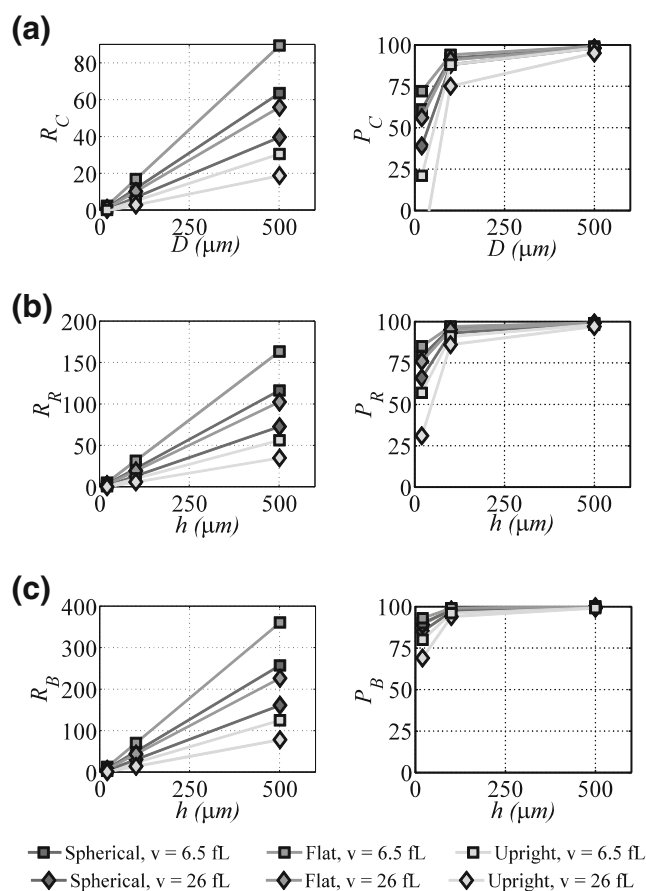 (a)
R_C
80
60
40
20
0
0
250
500
D (μm)
P_C
100
75
50
25
0
0
250
500
D (μm)
(b)
R_R
200
150
100
50
0
0
250
500
h (μm)
P_R
100
75
50
25
0
0
250
500
h (μm)
(c)
R_B
400
300
200
100
0
0
250
500
h (μm)
P_B
100
75
50
25
0
0
250
500
h (μm)
Spherical, v = 6.5 fL Flat, v = 6.5 fL Upright, v = 6.5 fL
Spherical, v = 26 fL Flat, v = 26 fL Upright, v = 26 fL